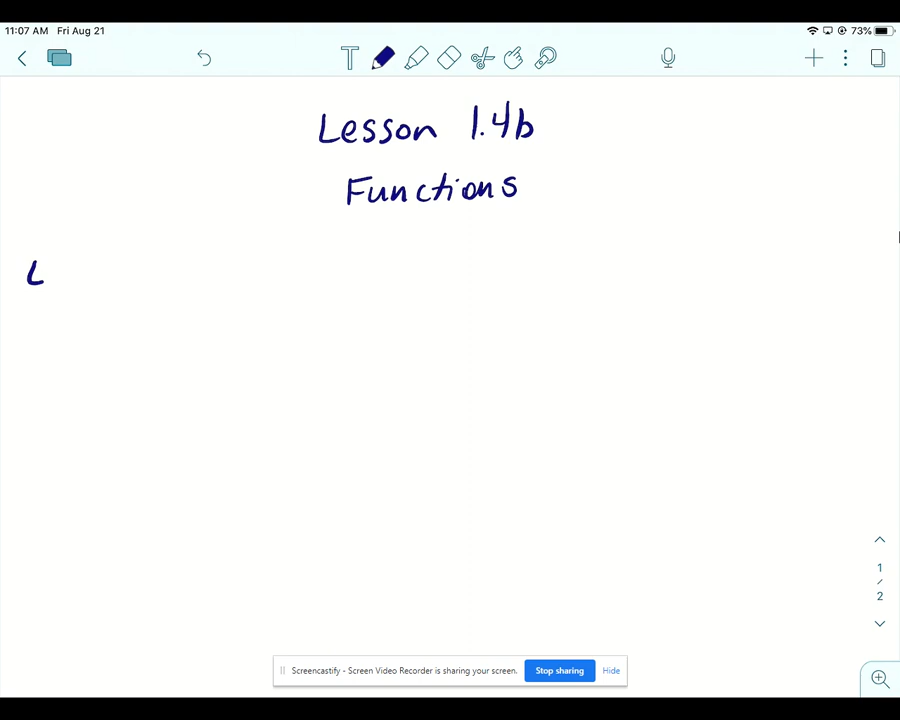 11:07 AM Fri Aug 21
73%
T
Lesson 1.4b
Functions
L
1
/
2
Screencastify - Screen Video Recorder is sharing your screen. Stop sharing Hide